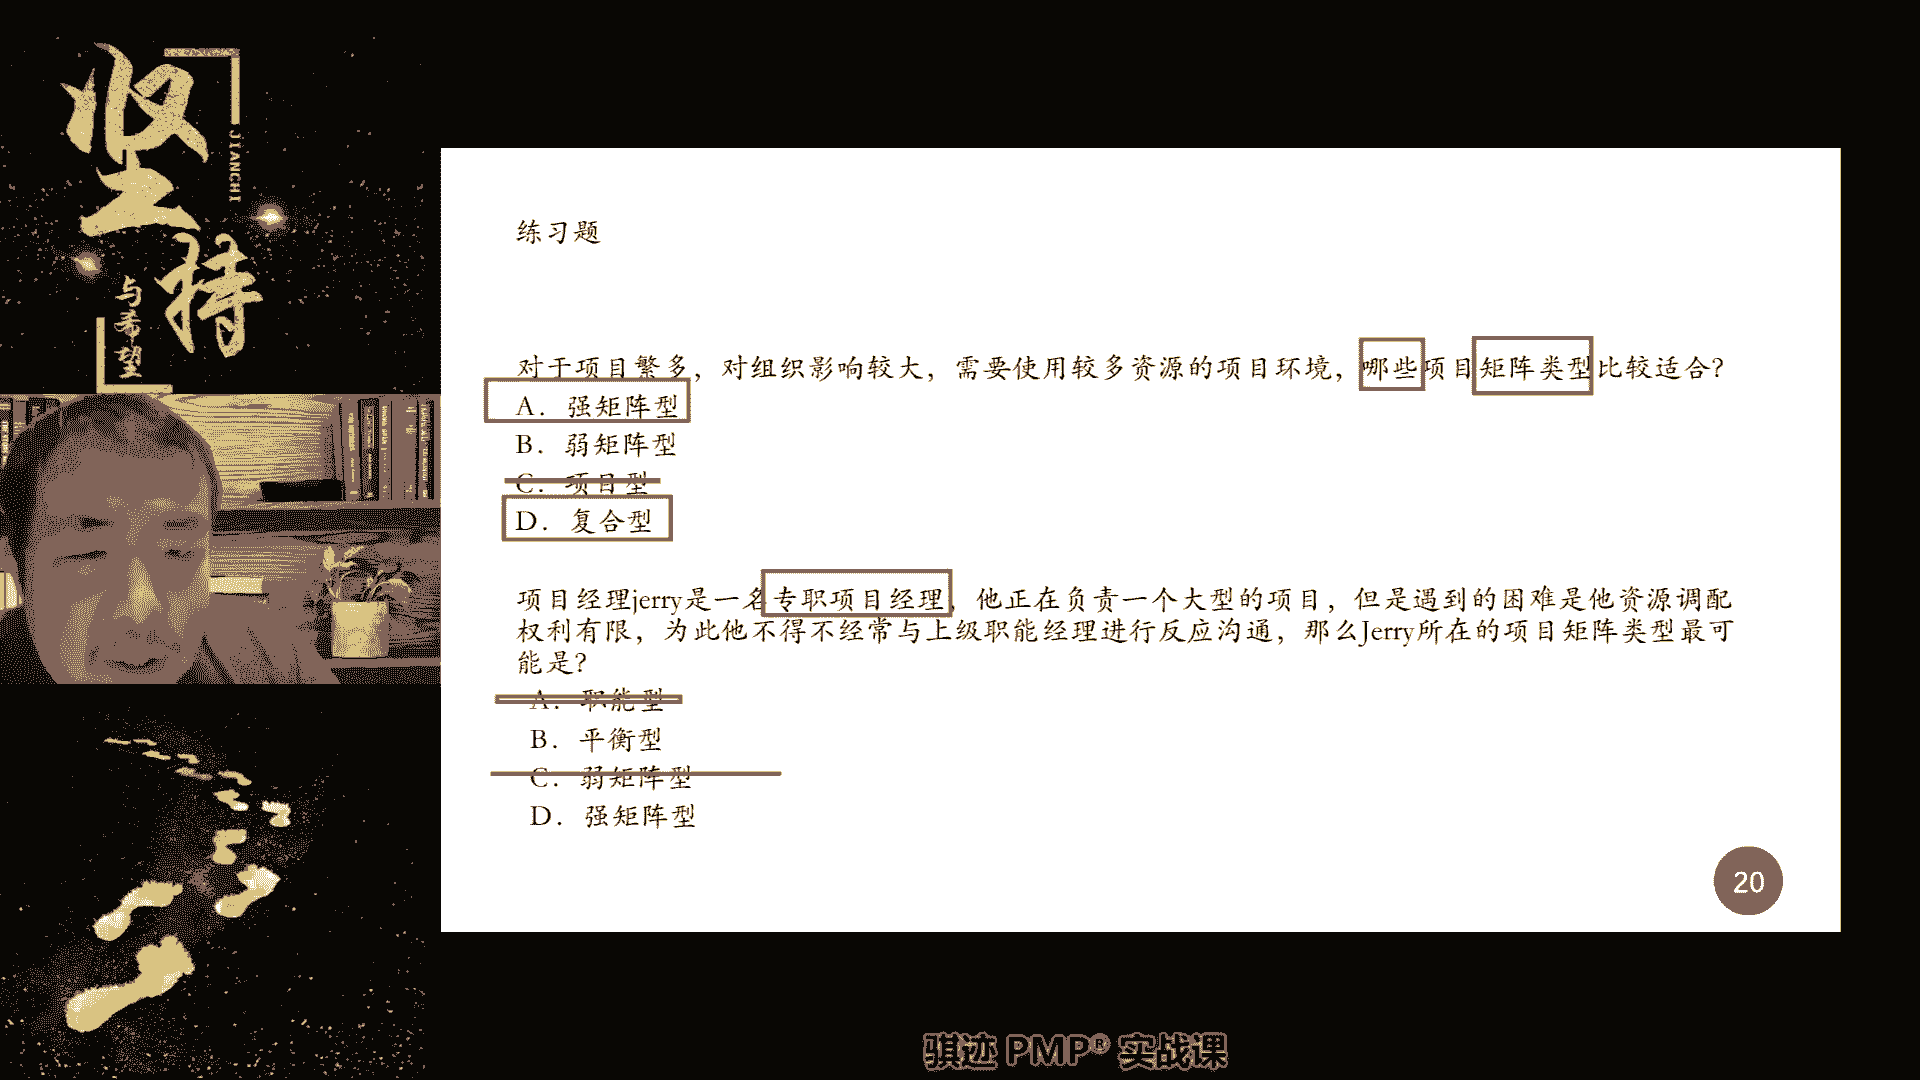 坚持
JIANCHI
与希望
练习题
对于项目繁多，对组织影响较大，需要使用较多资源的项目环境，哪些项目矩阵类型比较适合？
A. 强矩阵型
B. 弱矩阵型
C. 项目型
D. 复合型
项目经理jerry是一名专职项目经理，他正在负责一个大型的项目，但是遇到的困难是他资源调配
权利有限，为此他不得不经常与上级职能经理进行反应沟通，那么Jerry所在的项目矩阵类型最可
能是？
A. 职能型
B. 平衡型
C. 弱矩阵型
D. 强矩阵型
20
骐迹 PMP® 实战课